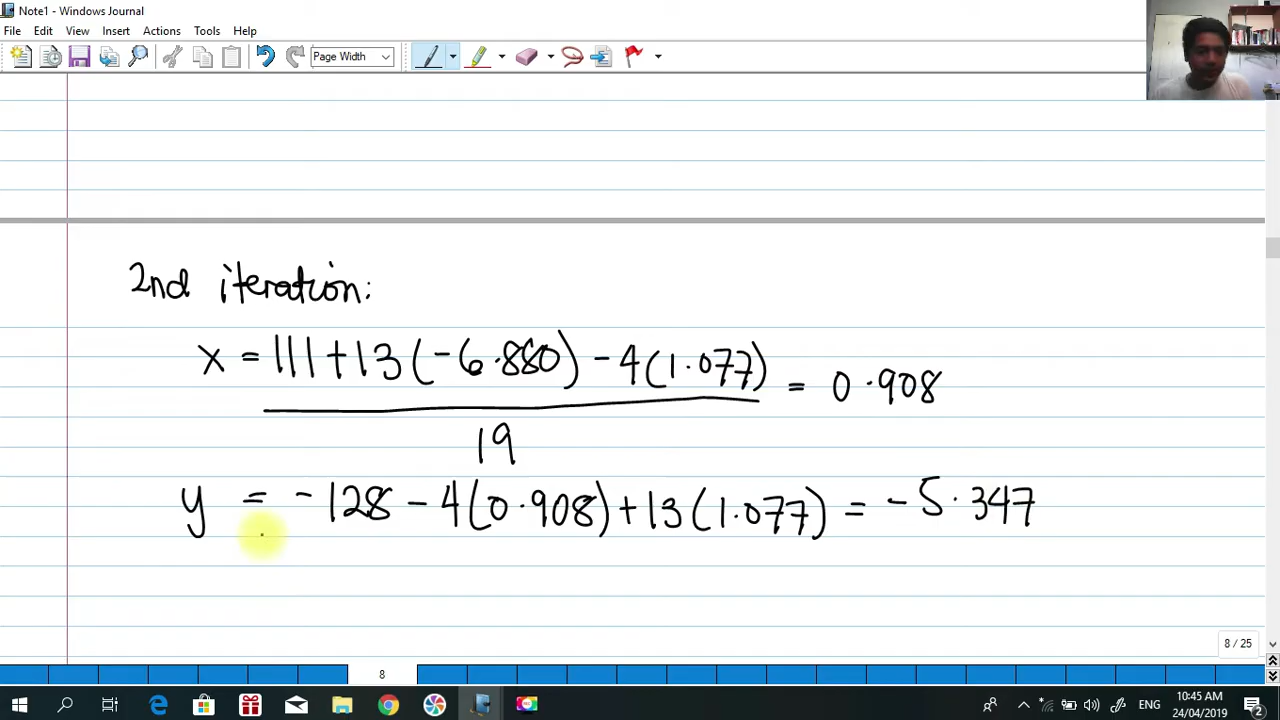 Note1 - Windows Journal
File Edit View Insert Actions Tools Help
Page Width
2nd iteration:
x = 111+13(-6.880) - 4(1.077) = 0.908
19
y = -128 - 4(0.908) + 13(1.077) = -5.347
8 / 25
8
ENG
10:45 AM
24/04/2019
2